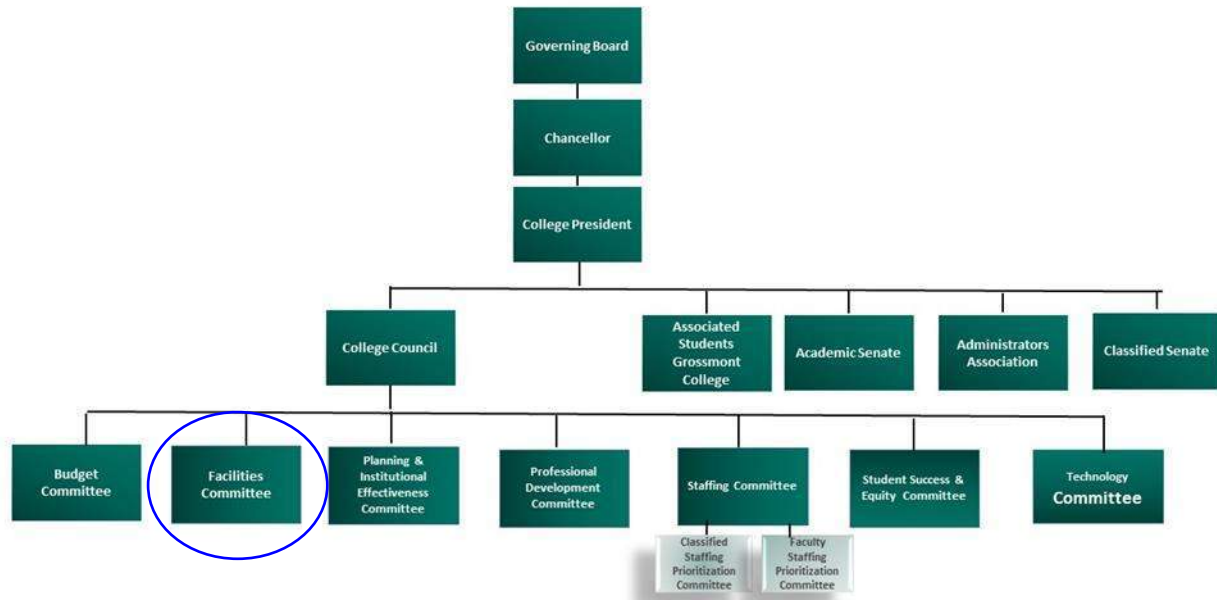 Governing Board
Chancellor
College President
College Council
Associated
Students
Grossmont
College
Academic Senate
Administrators
Association
Classified Senate
Budget
Committee
Facilities
Committee
Planning &
Institutional
Effectiveness
Committee
Professional
Development
Committee
Staffing Committee
Student Success &
Equity Committee
Technology
Committee
Classified
Staffing
Prioritization
Committee
Faculty
Staffing
Prioritization
Committee